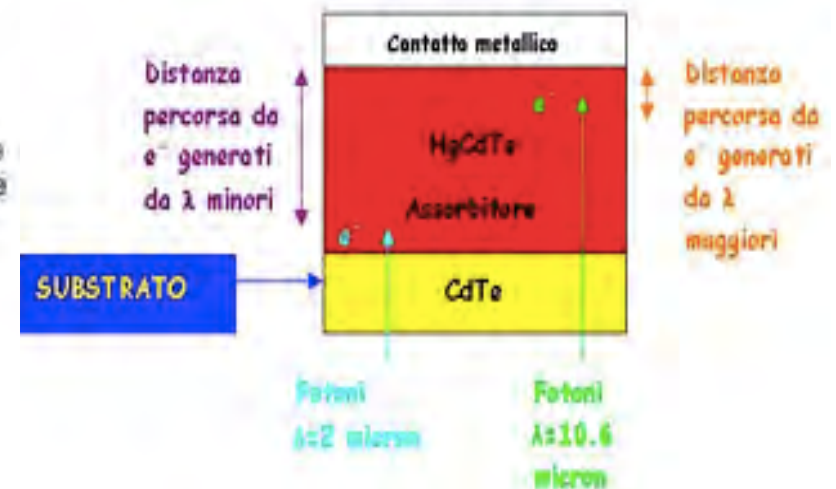 Contatto metallico
Distanza
percorsa da
e⁻ generati
da λ minori
HgCdTe
Assorbitore
e⁻
e⁻
Distanza
percorsa da
e⁻ generati
da λ
maggiori
SUBSTRATO
CdTe
Fotoni
λ=2 micron
Fotoni
λ=10.6
micron